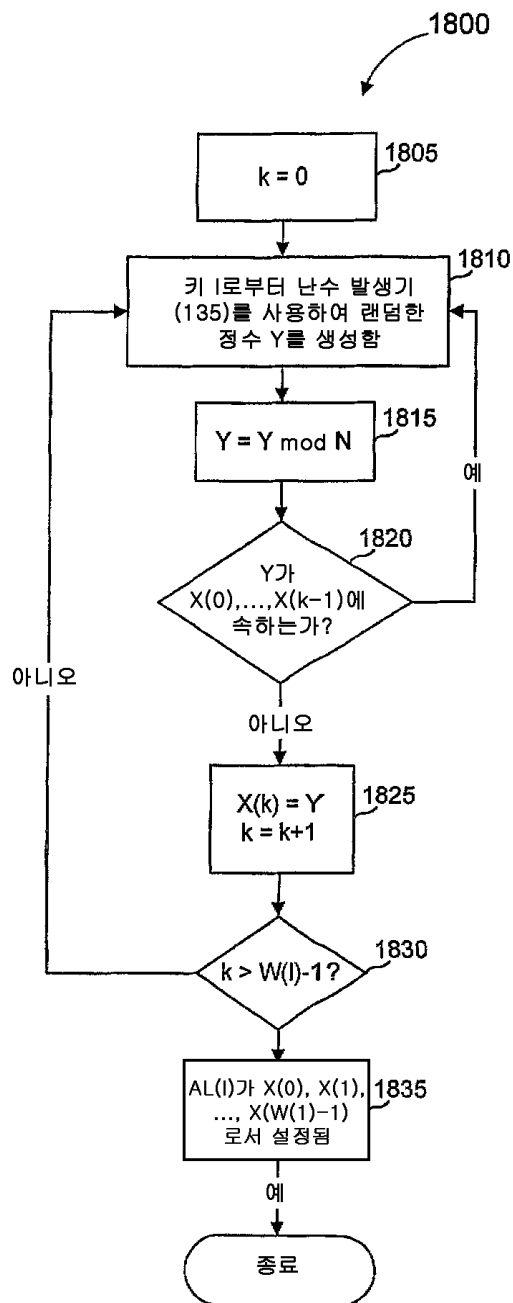 1800
1805
k = 0
1810
키 I로부터 난수 발생기
(135)를 사용하여 랜덤한
정수 Y를 생성함
1815
Y = Y mod N
예
1820
Y가
X(0),...,X(k-1)에
속하는가?
아니오
아니오
X(k) = Y
k = k+1
1825
k > W(I)-1?
1830
AL(I)가 X(0), X(1),
..., X(W(1)-1)
로서 설정됨
1835
예
종료